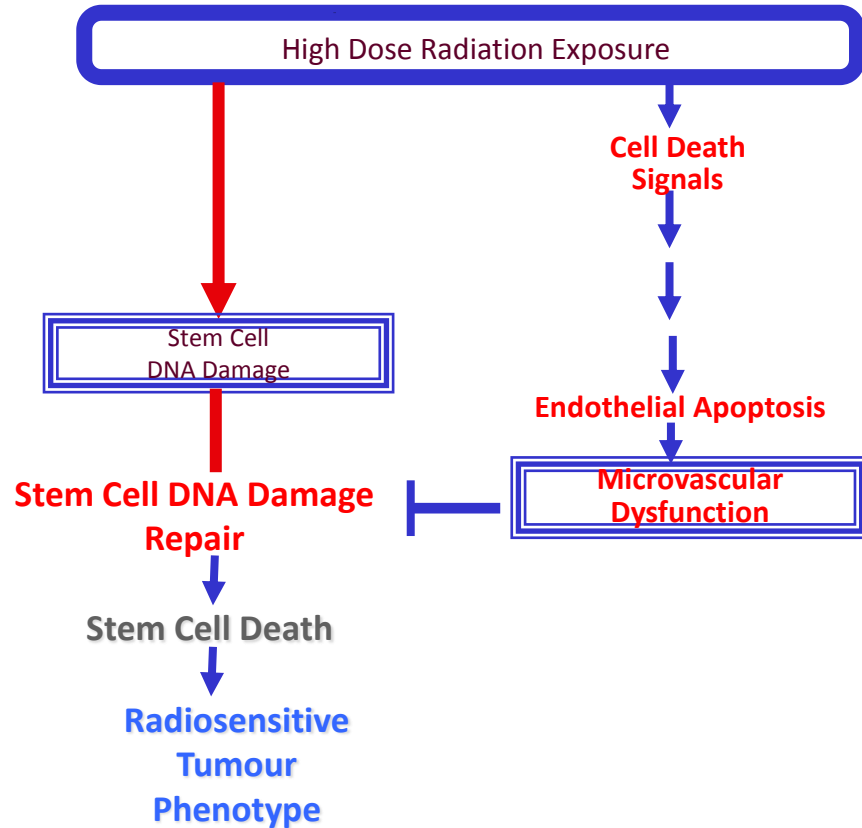 High Dose Radiation Exposure
Cell Death
Signals
Stem Cell
DNA Damage
Endothelial Apoptosis
Microvascular
Dysfunction
Stem Cell DNA Damage
Repair
Stem Cell Death
Radiosensitive
Tumour
Phenotype